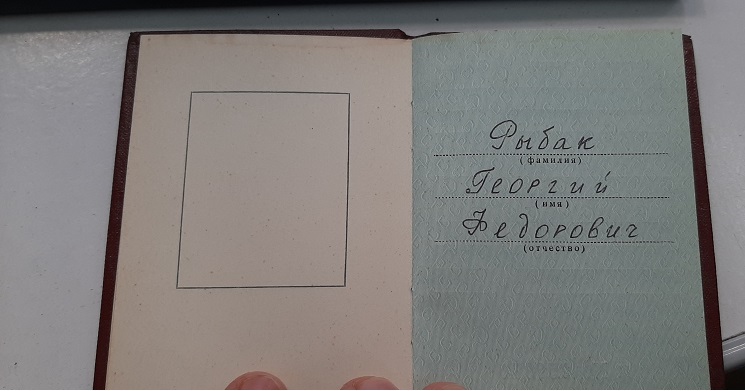 Рыбак
(фамилия)
Георгий
(имя)
Федорович
(отчество)